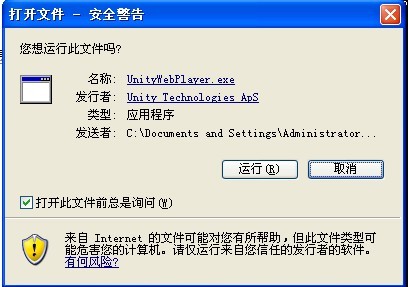 打开文件 - 安全警告
您想运行此文件吗?
名称: UnityWebPlayer.exe
发行者: Unity Technologies ApS
类型: 应用程序
发送者: C:\Documents and Settings\Administrator...
运行(R)
取消
打开此文件前总是询问(W)
来自 Internet 的文件可能对您有所帮助，但此文件类型可
能危害您的计算机。请仅运行来自您信任的发行者的软件。
有何风险?